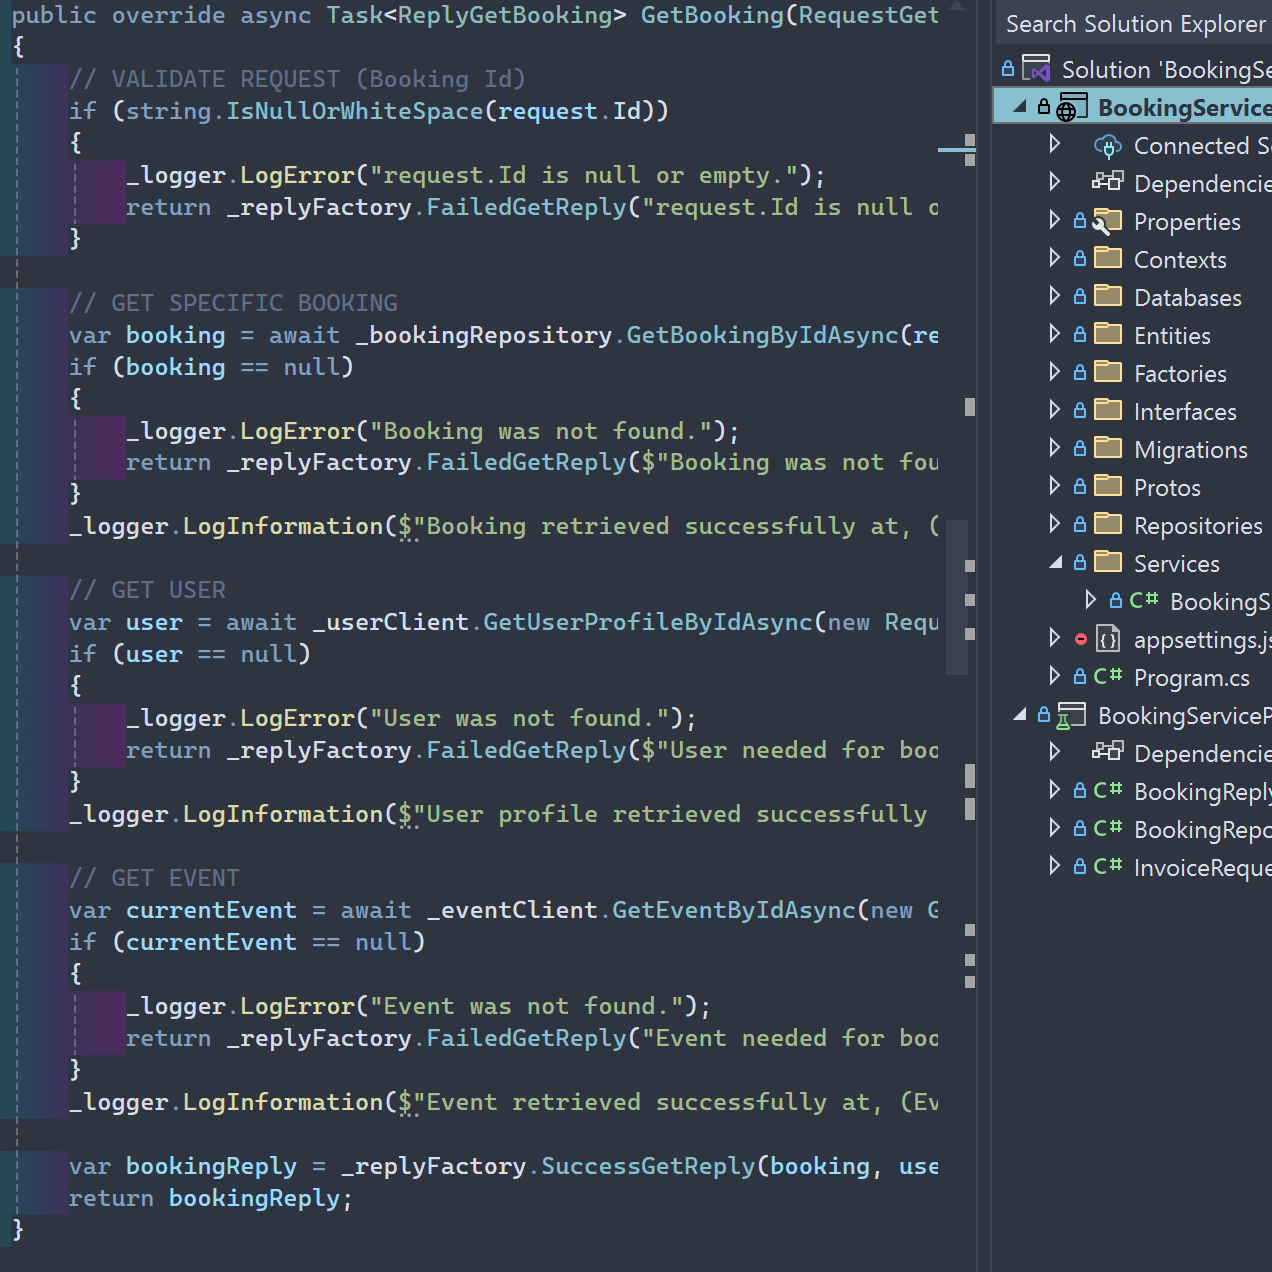 public override async Task<ReplyGetBooking> GetBooking(RequestGet
{
// VALIDATE REQUEST (Booking Id)
if (string.IsNullOrWhiteSpace(request.Id))
{
_logger.LogError("request.Id is null or empty.");
return _replyFactory.FailedGetReply("request.Id is null o
}
// GET SPECIFIC BOOKING
var booking = await _bookingRepository.GetBookingByIdAsync(re
if (booking == null)
{
_logger.LogError("Booking was not found.");
return _replyFactory.FailedGetReply($"Booking was not fou
}
_logger.LogInformation($"Booking retrieved successfully at, (
// GET USER
var user = await _userClient.GetUserProfileByIdAsync(new Requ
if (user == null)
{
_logger.LogError("User was not found.");
return _replyFactory.FailedGetReply($"User needed for boo
}
_logger.LogInformation($"User profile retrieved successfully
// GET EVENT
var currentEvent = await _eventClient.GetEventByIdAsync(new G
if (currentEvent == null)
{
_logger.LogError("Event was not found.");
return _replyFactory.FailedGetReply("Event needed for boo
}
_logger.LogInformation($"Event retrieved successfully at, (Ev
var bookingReply = _replyFactory.SuccessGetReply(booking, use
return bookingReply;
}
Search Solution Explorer
Solution 'BookingSe
BookingService
Connected Se
Dependencie
Properties
Contexts
Databases
Entities
Factories
Interfaces
Migrations
Protos
Repositories
Services
C# BookingS
appsettings.js
C# Program.cs
BookingServiceP
Dependencie
C# BookingReply
C# BookingRepo
C# InvoiceReque